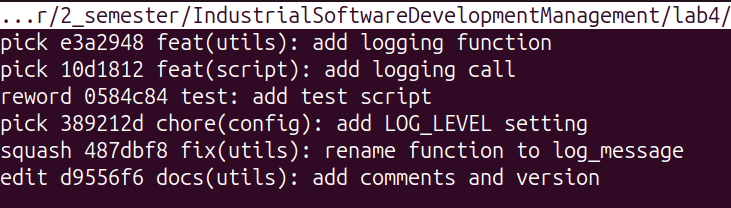 ...r/2_semester/IndustrialSoftwareDevelopmentManagement/lab4/
pick e3a2948 feat(utils): add logging function
pick 10d1812 feat(script): add logging call
reword 0584c84 test: add test script
pick 389212d chore(config): add LOG_LEVEL setting
squash 487dbf8 fix(utils): rename function to log_message
edit d9556f6 docs(utils): add comments and version